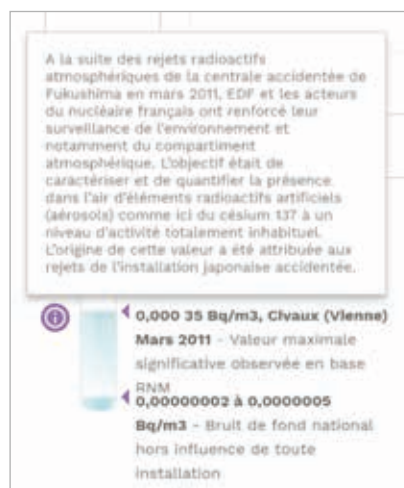 A la suite des rejets radioactifs
atmosphériques de la centrale accidentée de
Fukushima en mars 2011, EDF et les acteurs
du nucléaire français ont renforcé leur
surveillance de l'environnement et
notamment du compartiment
atmosphérique. L'objectif était de
caractériser et de quantifier la présence
dans l'air d'éléments radioactifs artificiels
(aérosols) comme ici du césium 137 à un
niveau d'activité totalement inhabituel.
L'origine de cette valeur a été attribuée aux
rejets de l'installation japonaise accidentée.
0,000 35 Bq/m3, Civaux (Vienne)
Mars 2011 - Valeur maximale
significative observée en base
RNM
0,00000002 à 0,0000005
Bq/m3 - Bruit de fond national
hors influence de toute
installation